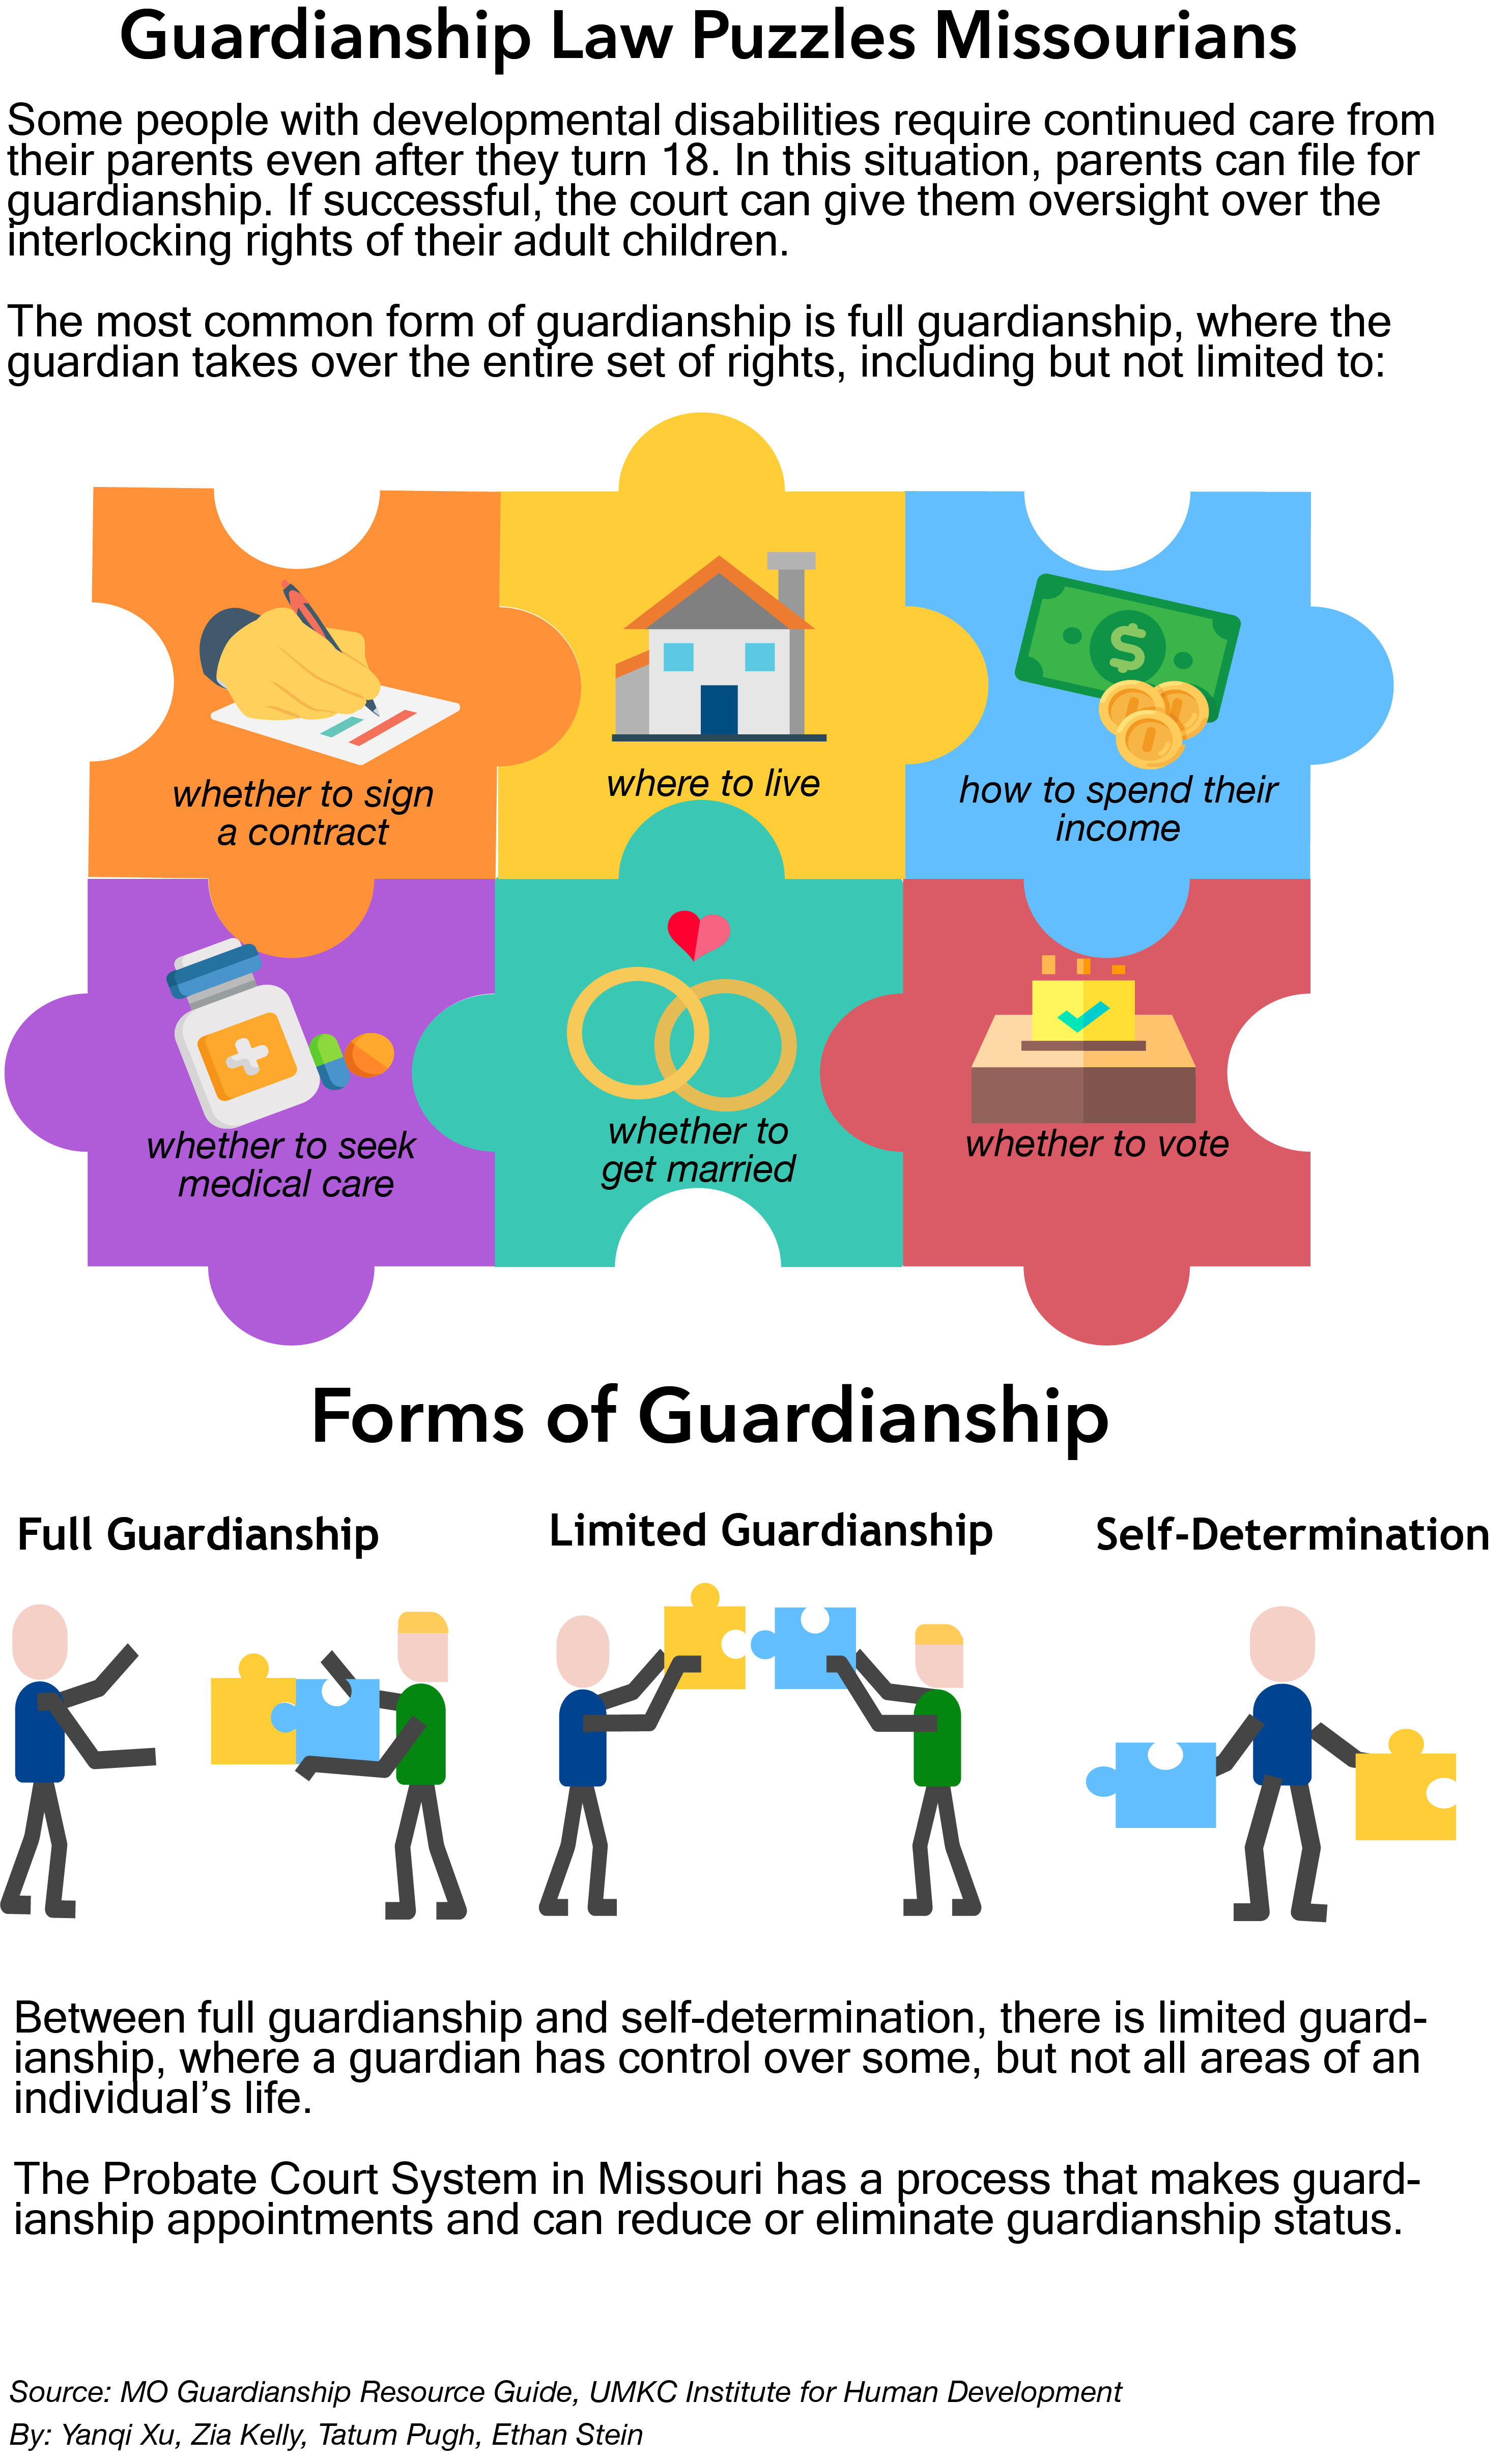 Guardianship Law Puzzles Missourians
Some people with developmental disabilities require continued care from
their parents even after they turn 18. In this situation, parents can file for
guardianship. If successful, the court can give them oversight over the
interlocking rights of their adult children.
The most common form of guardianship is full guardianship, where the
guardian takes over the entire set of rights, including but not limited to:
whether to sign
a contract
where to live
how to spend their
income
whether to seek
medical care
whether to
get married
whether to vote
Forms of Guardianship
Full Guardianship
Limited Guardianship
Self-Determination
Between full guardianship and self-determination, there is limited guard-
ianship, where a guardian has control over some, but not all areas of an
individual’s life.
The Probate Court System in Missouri has a process that makes guard-
ianship appointments and can reduce or eliminate guardianship status.
Source: MO Guardianship Resource Guide, UMKC Institute for Human Development
By: Yanqi Xu, Zia Kelly, Tatum Pugh, Ethan Stein